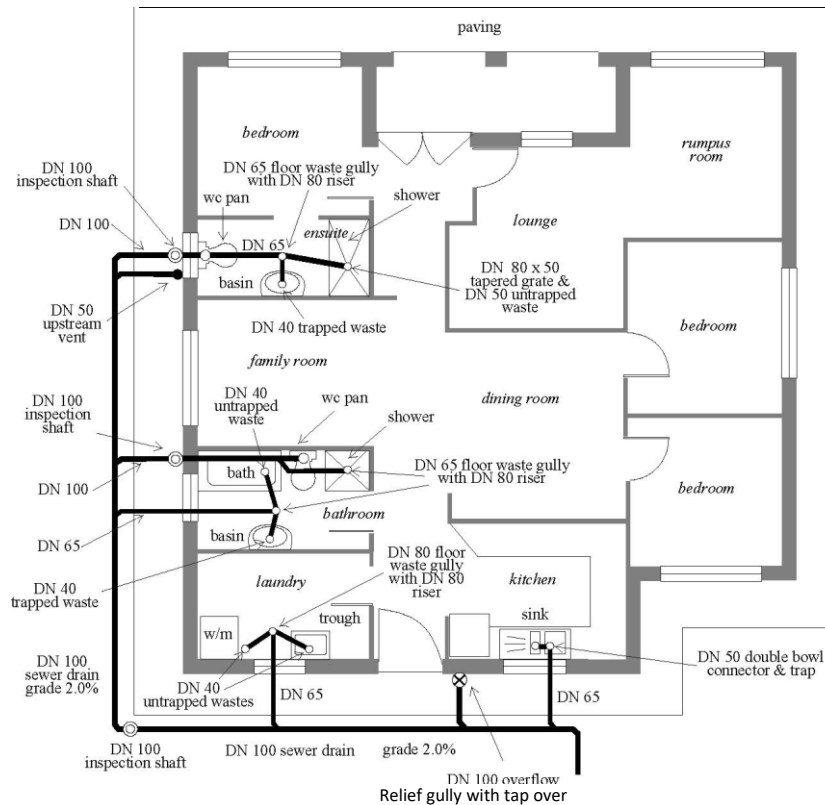 paving
bedroom
rumpus
room
DN 100
inspection shaft
DN 65 floor waste gully
with DN 80 riser
wc pan
shower
DN 100
DN 65
ensuite
lounge
basin
DN 80 x 50
tapered grate &
DN 50 untrapped
waste
DN 50
upstream
vent
DN 40 trapped waste
bedroom
family room
DN 40
untrapped
waste
wc pan
shower
dining room
DN 100
inspection
shaft
DN 100
bath
DN 65 floor waste gully
with DN 80 riser
bedroom
bathroom
basin
DN 65
DN 40
trapped waste
laundry
DN 80 floor
waste gully
with DN 80
riser
kitchen
sink
w/m
trough
DN 100
sewer drain
grade 2.0%
DN 40
untrapped wastes
DN 65
DN 65
DN 50 double bowl
connector & trap
DN 100
inspection shaft
DN 100 sewer drain
grade 2.0%
DN 100 overflow
Relief gully with tap over